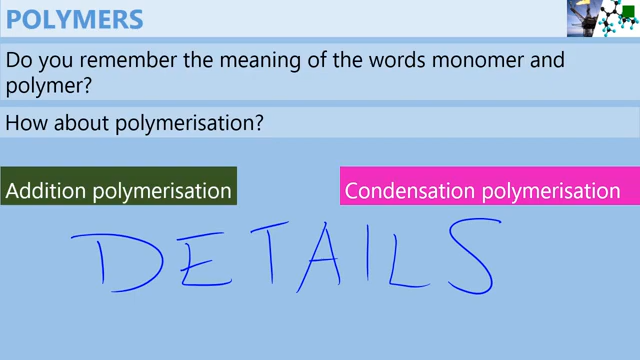 POLYMERS
Do you remember the meaning of the words monomer and
polymer?
How about polymerisation?
Addition polymerisation
Condensation polymerisation
DETAILS